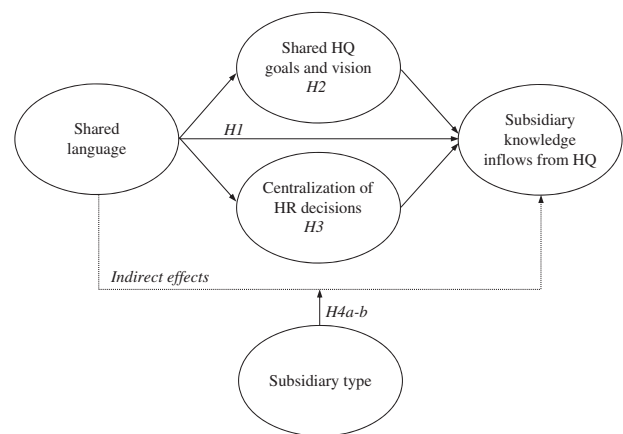 Shared HQ
goals and vision
H2
Shared
language
H1
Subsidiary
knowledge
inflows from HQ
Centralization of
HR decisions
H3
Indirect effects
H4a-b
Subsidiary type